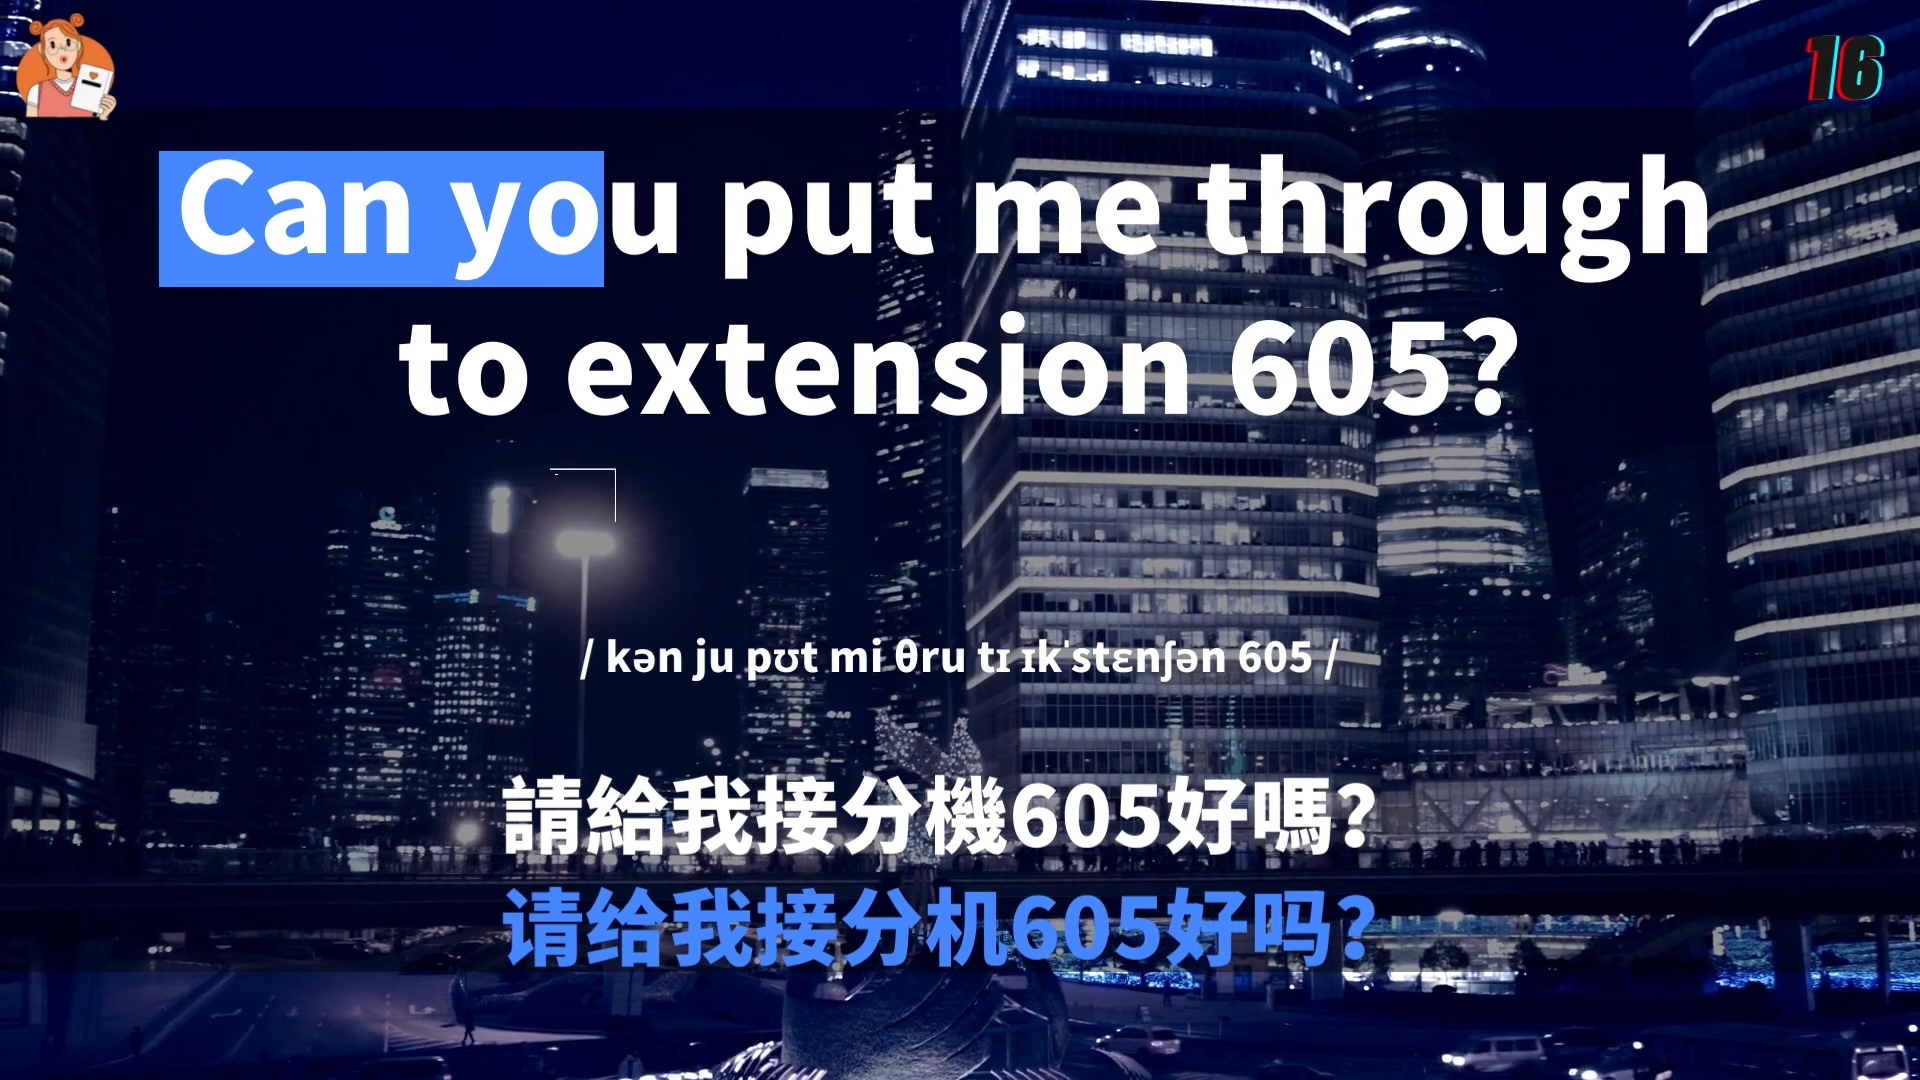 16
Can you put me through
to extension 605?
/ kən ju pʊt mi θru tɪ ɪkˈstɛnʃən 605 /
請給我接分機605好嗎?
请给我接分机605好吗?